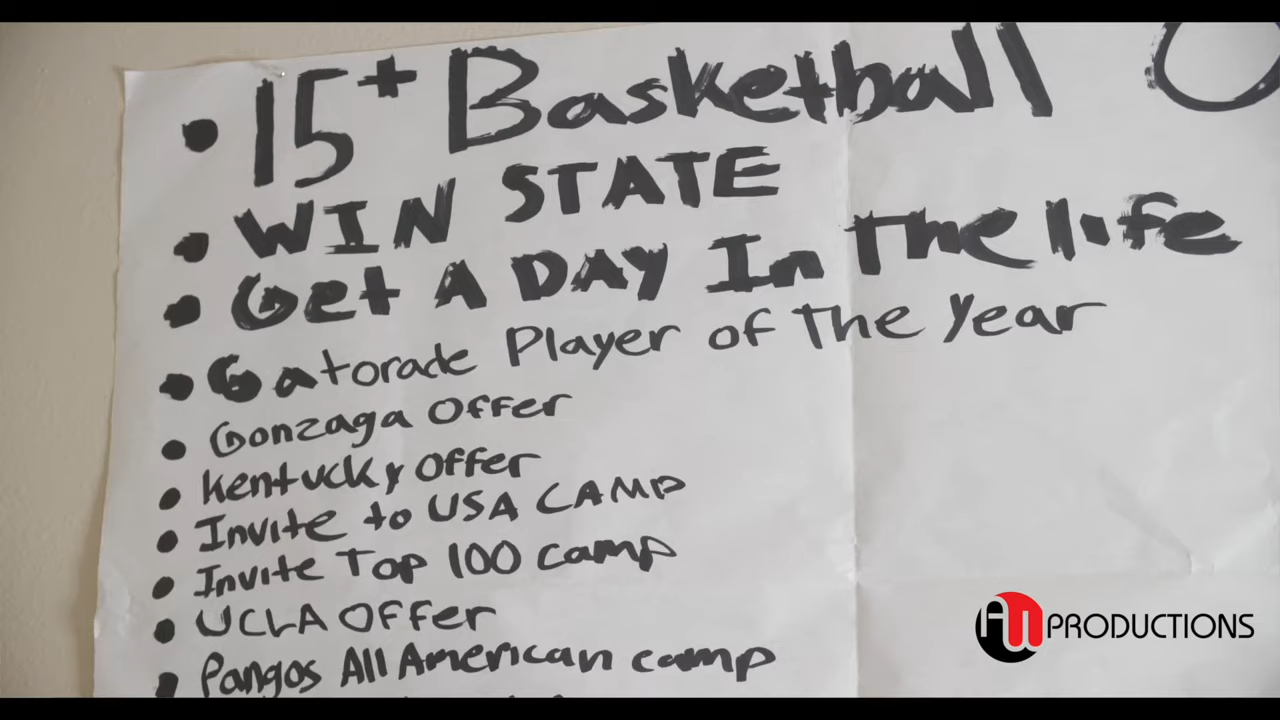 • 15+ Basketball
• WIN STATE
• Get A DAY In The life
• Gatorade Player of The Year
• Gonzaga Offer
• Kentucky Offer
• Invite to USA CAMP
• Invite Top 100 Camp
• UCLA Offer
• Pangos All American camp
PRODUCTIONS